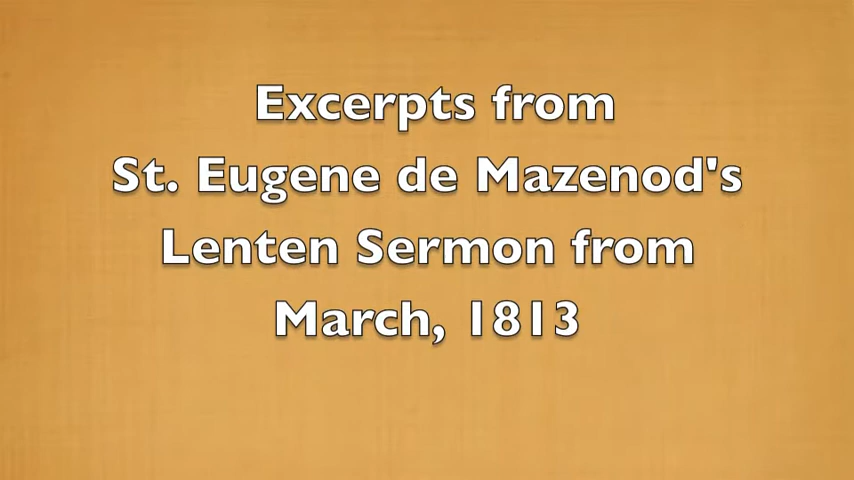 Excerpts from
St. Eugene de Mazenod's
Lenten Sermon from
March, 1813